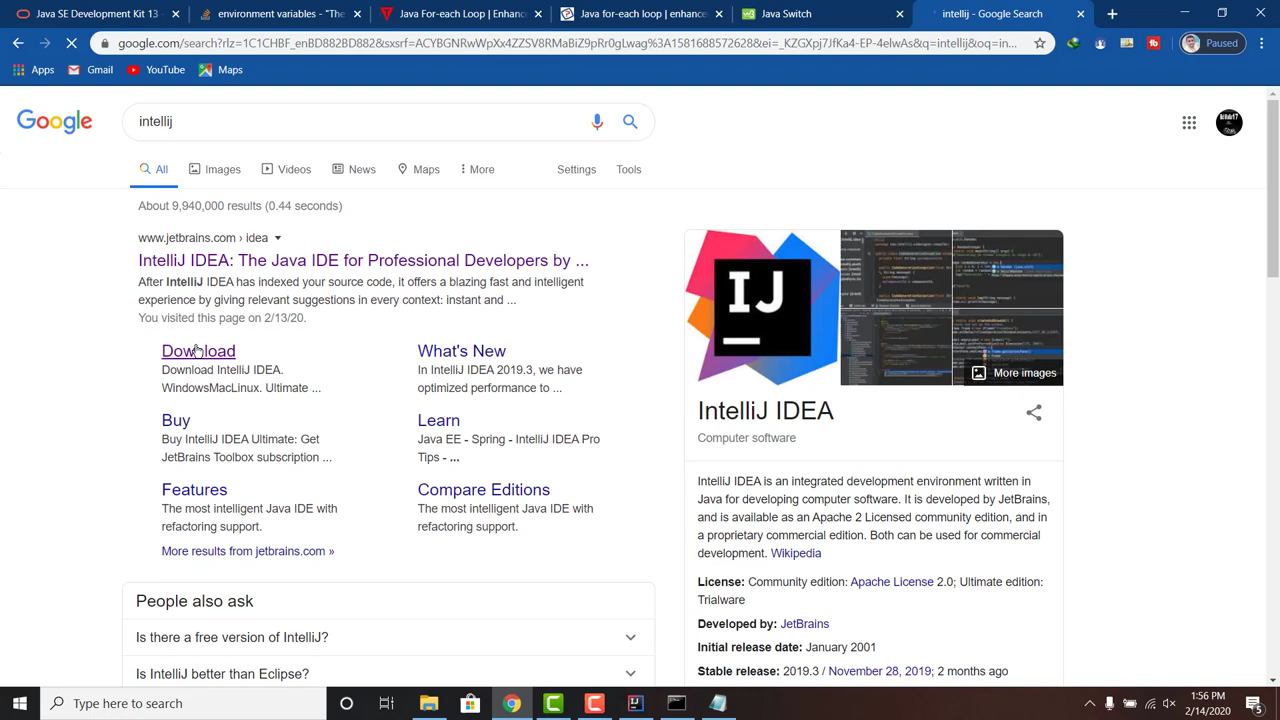 Development Kit 13 -
environment variables - "The SE
Java For-loop | Enhance
Java for-each loop | enhance
Java Switch
intellij - Google Search
google.com/search?rlz=1C1CHBF_enBD882BD882&sxsrf=ACYBGNRwWpXx4ZZSV8RMaBiZ9pRr0gLwag%3A1581688572628&ei=_KZGXpj7JfKa4-EP-4elwAs&q=intellij&oq=in...
Paused
Apps Gmail YouTube Maps
Google
intellij
All Images Videos News Maps More Settings Tools
About 9,940,000 results (0.44 seconds)
IntelliJ IDEA: The Java IDE for Professional Developers by ...
After IntelliJ IDEA has indexed your source code, it offers a amazing fast and intelligent
experience by giving relevant suggestions in every context: instant and ...
You visited this page on 2/13/20.
Download
Download IntelliJ IDEA.
Windows Mac Linux. Ultimate ...
What's New
In IntelliJ IDEA 2019.3, we have
optimized performance to ...
Buy
Buy IntelliJ IDEA Ultimate: Get
JetBrains Toolbox subscription ...
Learn
Java EE - Spring - IntelliJ IDEA Pro
Tips - ...
Features
The most intelligent Java IDE with
refactoring support.
Compare Editions
The most intelligent Java IDE with
refactoring support.
More results from jetbrains.com »
People also ask
Is there a free version of IntelliJ?
Is IntelliJ better than Eclipse?
IJ
More images
IntelliJ IDEA
Computer software
IntelliJ IDEA is an integrated development environment written in
Java for developing computer software. It is developed by JetBrains,
and is available as an Apache 2 Licensed community edition, and in
a proprietary commercial edition. Both can be used for commercial
development. Wikipedia
License: Community edition: Apache License 2.0; Ultimate edition:
Trialware
Developed by: JetBrains
Initial release date: January 2001
Stable release: 2019.3 / November 28, 2019; 2 months ago
Type here to search
1:56 PM
2/14/2020